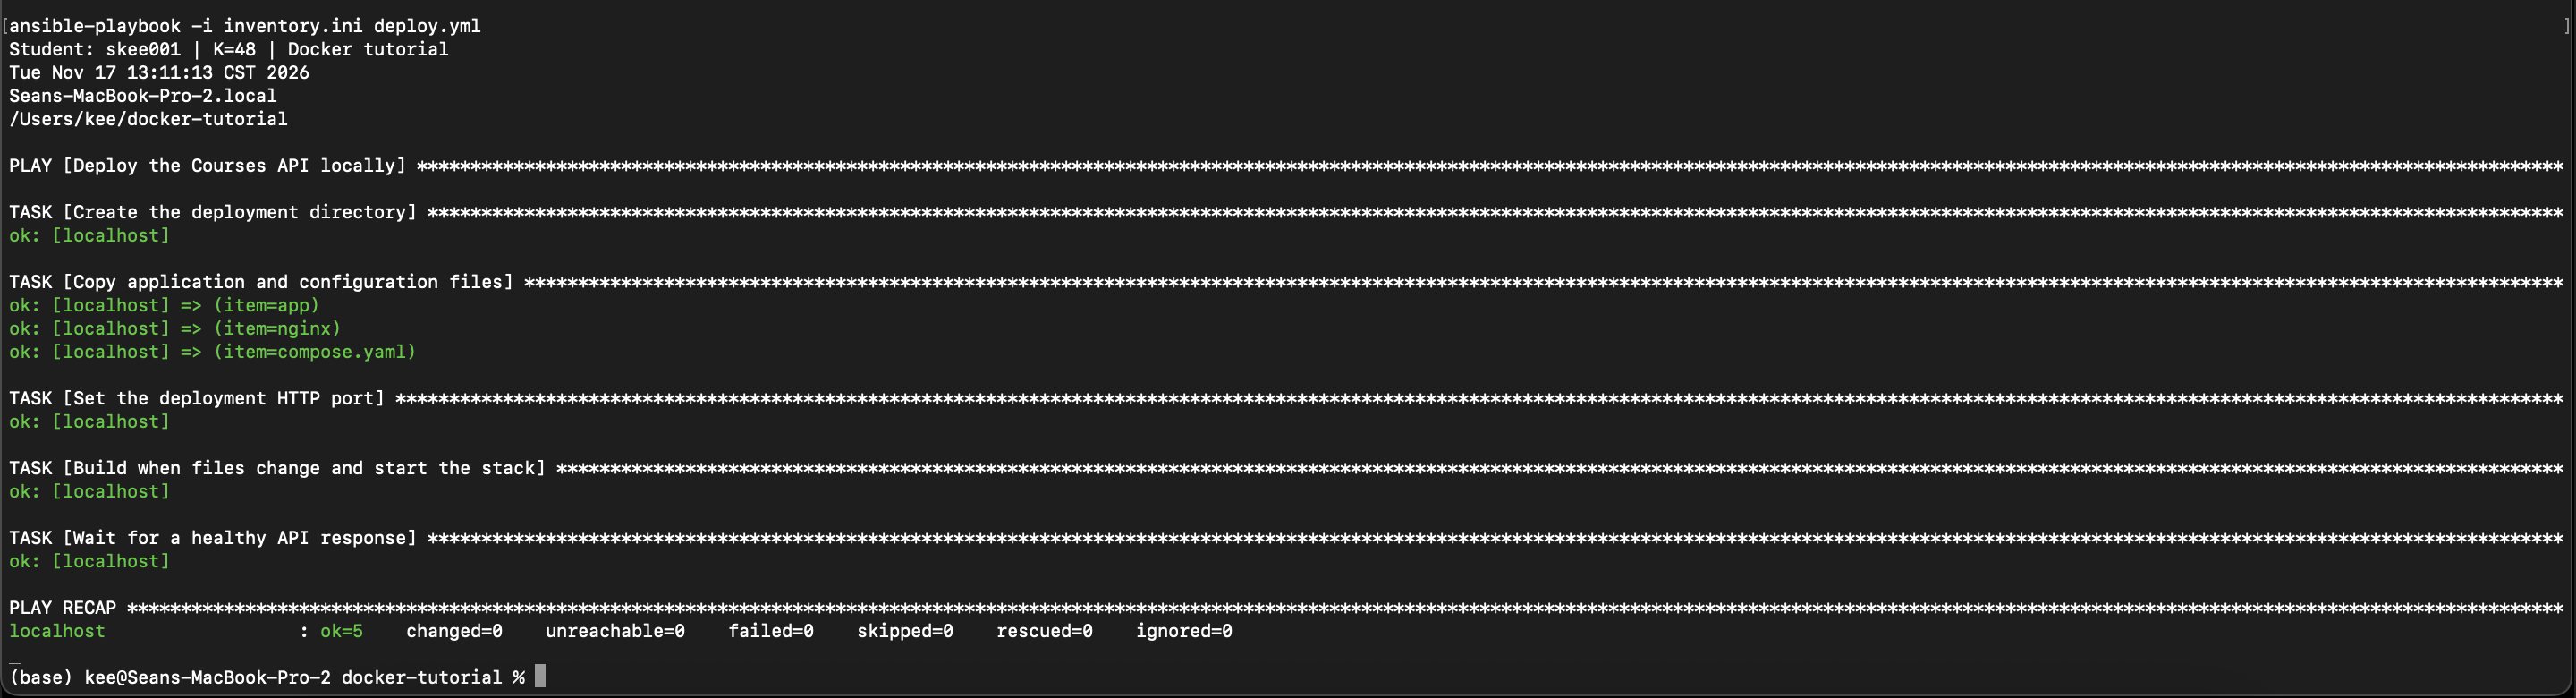 [ansible-playbook -i inventory.ini deploy.yml ]
Student: skee001 | K=48 | Docker tutorial
Tue Nov 17 13:11:13 CST 2026
Seans-MacBook-Pro-2.local
/Users/kee/docker-tutorial
PLAY [Deploy the Courses API locally] ****************************************************************************************************
TASK [Create the deployment directory] ****************************************************************************************************
ok: [localhost]
TASK [Copy application and configuration files] ****************************************************************************************************
ok: [localhost] => (item=app)
ok: [localhost] => (item=nginx)
ok: [localhost] => (item=compose.yaml)
TASK [Set the deployment HTTP port] ****************************************************************************************************
ok: [localhost]
TASK [Build when files change and start the stack] ****************************************************************************************************
ok: [localhost]
TASK [Wait for a healthy API response] ****************************************************************************************************
ok: [localhost]
PLAY RECAP ****************************************************************************************************
localhost                  : ok=5    changed=0    unreachable=0    failed=0    skipped=0    rescued=0    ignored=0
(base) kee@Seans-MacBook-Pro-2 docker-tutorial %